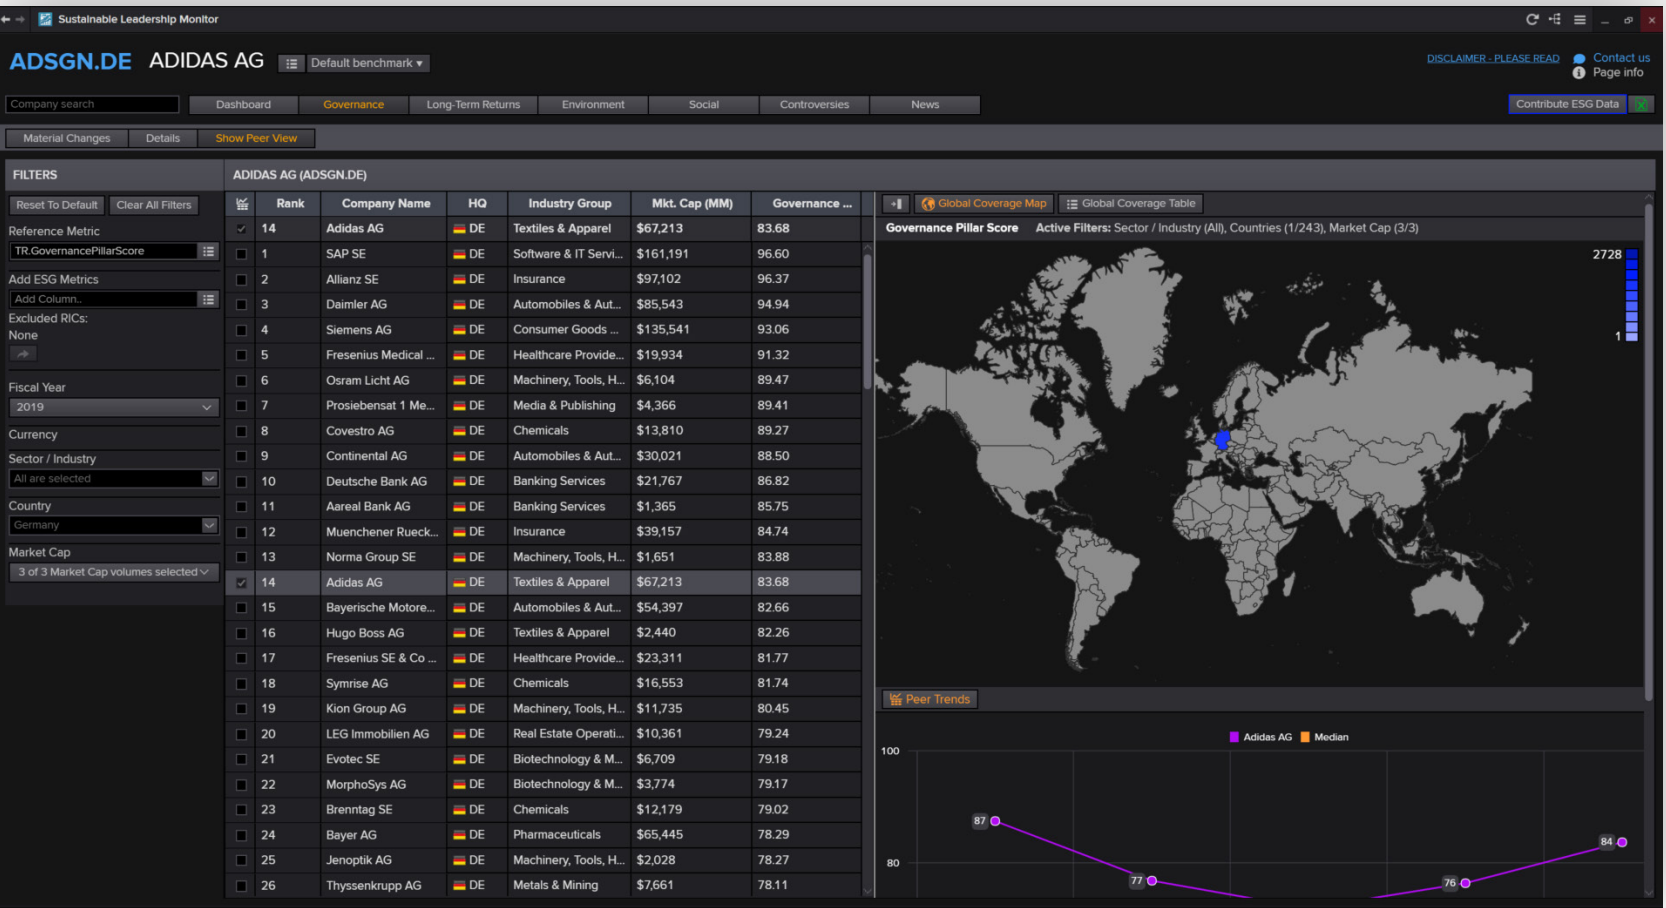 Sustainable Leadership Monitor
ADSGN.DE ADIDAS AG Default benchmark
DISCLAIMER - PLEASE READ
Contact us
Page info
Company search
Dashboard Governance Long-Term Returns Environment Social Controversies News
Contribute ESG Data
Material Changes Details Show Peer View
FILTERS
Reset To Default Clear All Filters
Reference Metric
TR.GovernancePillarScore
Add ESG Metrics
Add Column..
Excluded RICs:
None
Fiscal Year
2019
Currency
Sector / Industry
All are selected
Country
Germany
Market Cap
3 of 3 Market Cap volumes selected
ADIDAS AG (ADSGN.DE)
Rank Company Name HQ Industry Group Mkt. Cap (MM) Governance ...
14 Adidas AG DE Textiles & Apparel $67,213 83.68
1 SAP SE DE Software & IT Servi... $161,191 96.60
2 Allianz SE DE Insurance $97,102 96.37
3 Daimler AG DE Automobiles & Aut... $85,543 94.94
4 Siemens AG DE Consumer Goods ... $135,541 93.06
5 Fresenius Medical ... DE Healthcare Provide... $19,934 91.32
6 Osram Licht AG DE Machinery, Tools, H... $6,104 89.47
7 Prosiebensat 1 Me... DE Media & Publishing $4,366 89.41
8 Covestro AG DE Chemicals $13,810 89.27
9 Continental AG DE Automobiles & Aut... $30,021 88.50
10 Deutsche Bank AG DE Banking Services $21,767 86.82
11 Aareal Bank AG DE Banking Services $1,365 85.75
12 Muenchener Rueck... DE Insurance $39,157 84.74
13 Norma Group SE DE Machinery, Tools, H... $1,651 83.88
14 Adidas AG DE Textiles & Apparel $67,213 83.68
15 Bayerische Motore... DE Automobiles & Aut... $54,397 82.66
16 Hugo Boss AG DE Textiles & Apparel $2,440 82.26
17 Fresenius SE & Co ... DE Healthcare Provide... $23,311 81.77
18 Symrise AG DE Chemicals $16,553 81.74
19 Kion Group AG DE Machinery, Tools, H... $11,735 80.45
20 LEG Immobilien AG DE Real Estate Operati... $10,361 79.24
21 Evotec SE DE Biotechnology & M... $6,709 79.18
22 MorphoSys AG DE Biotechnology & M... $3,774 79.17
23 Brenntag SE DE Chemicals $12,179 79.02
24 Bayer AG DE Pharmaceuticals $65,445 78.29
25 Jenoptik AG DE Machinery, Tools, H... $2,028 78.27
26 Thyssenkrupp AG DE Metals & Mining $7,661 78.11
Global Coverage Map Global Coverage Table
Governance Pillar Score Active Filters: Sector / Industry (All), Countries (1/243), Market Cap (3/3)
2728
1
Peer Trends
Adidas AG Median
100
87
84
80
77
76